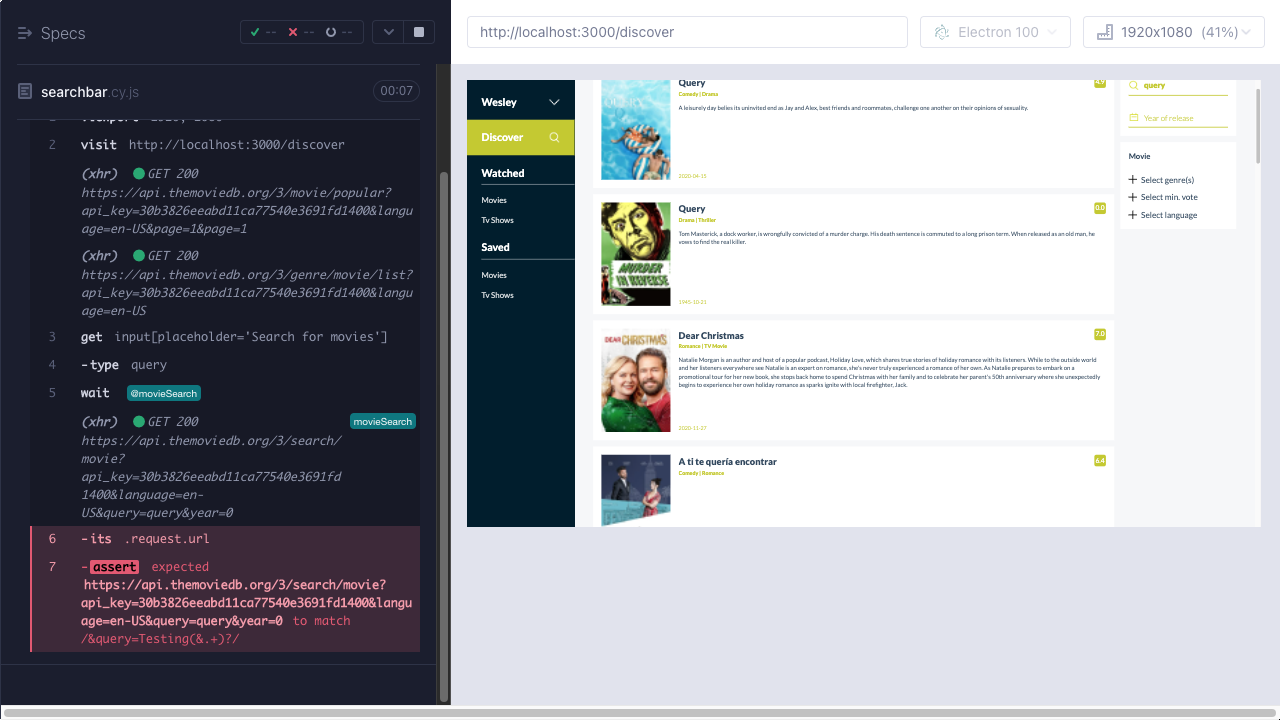 Specs
--
--
--
searchbar.cy.js
00:07
2 visit http://localhost:3000/discover
(xhr) GET 200
https://api.themoviedb.org/3/movie/popular?
api_key=30b3826eeabd11ca77540e3691fd1400&langu
age=en-US&page=1&page=1
(xhr) GET 200
https://api.themoviedb.org/3/genre/movie/list?
api_key=30b3826eeabd11ca77540e3691fd1400&langu
age=en-US
3 get input[placeholder='Search for movies']
4 -type query
5 wait @movieSearch
(xhr) GET 200 movieSearch
https://api.themoviedb.org/3/search/
movie?
api_key=30b3826eeabd11ca77540e3691fd
1400&language=en-
US&query=query&year=0
6 -its .request.url
7 -assert expected
https://api.themoviedb.org/3/search/movie?
api_key=30b3826eeabd11ca77540e3691fd1400&langu
age=en-US&query=query&year=0 to match
/&query=Testing(&.+)?/
http://localhost:3000/discover
Electron 100
1920x1080 (41%)
Wesley
Discover
Watched
Movies
Tv Shows
Saved
Movies
Tv Shows
Query
4.9
Comedy | Drama
A leisurely day belies its uninvited end as Jay and Alex, best friends and roommates, challenge one another on their opinions of sexuality.
2020-04-15
Query
0.0
Drama | Thriller
Tom Masterick, a dock worker, is wrongfully convicted of a murder charge. His death sentence is commuted to a long prison term. When released as an old man, he
vows to find the real killer.
MURDER IN REVERSE
1945-10-21
DEAR CHRISTMAS
Dear Christmas
7.0
Romance | TV Movie
Natalie Morgan is an author and host of a popular podcast, Holiday Love, which shares true stories of holiday romance with its listeners. While to the outside world
and her listeners everywhere see Natalie is an expert on romance, she's never truly experienced a romance of her own. As Natalie prepares to embark on a
promotional tour for her new book, she stops back home to spend Christmas with her family and to celebrate her parent's 50th anniversary where she unexpectedly
begins to experience her own holiday romance as sparks ignite with local firefighter, Jack.
2020-11-27
A ti te quería encontrar
6.4
Comedy | Romance
query
Year of release
Movie
Select genre(s)
Select min. vote
Select language